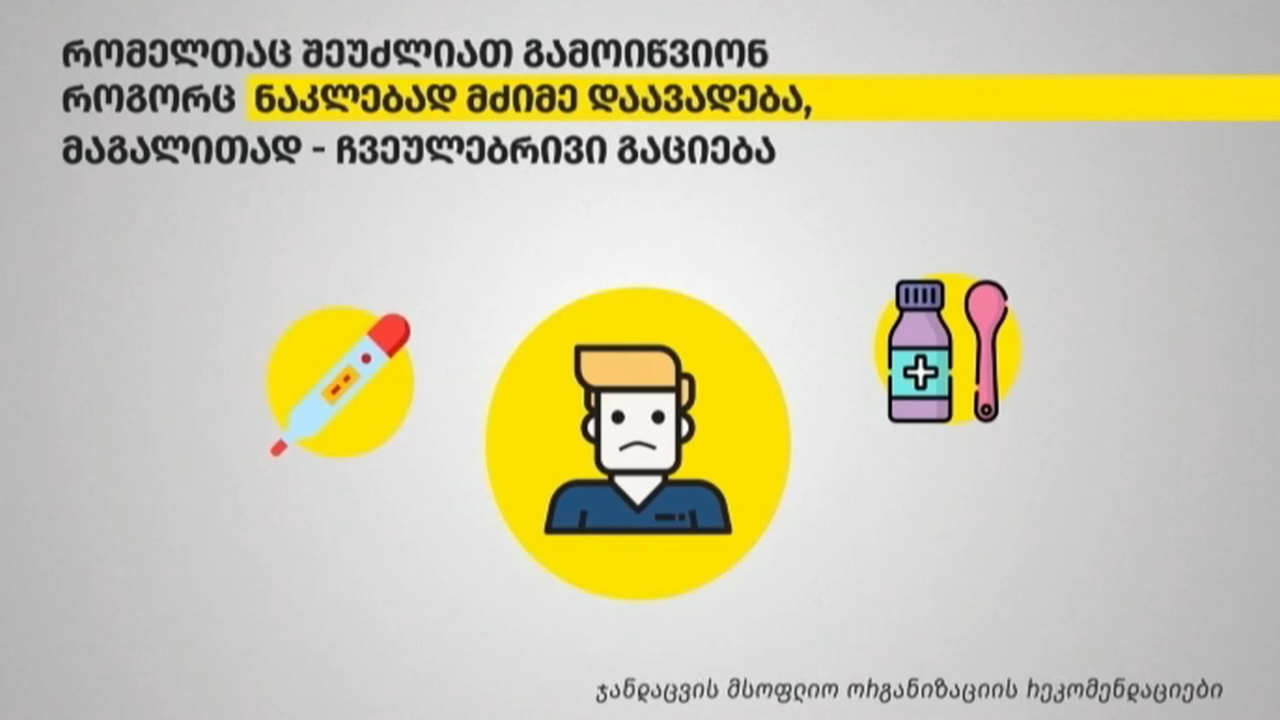 რომელთაც შეუძლიათ გამოიწვიონ
როგორც ნაკლებად მძიმე დაავადება,
მაგალითად - ჩვეულებრივი გაციება
ჯანდაცვის მსოფლიო ორგანიზაციის რეკომენდაციები